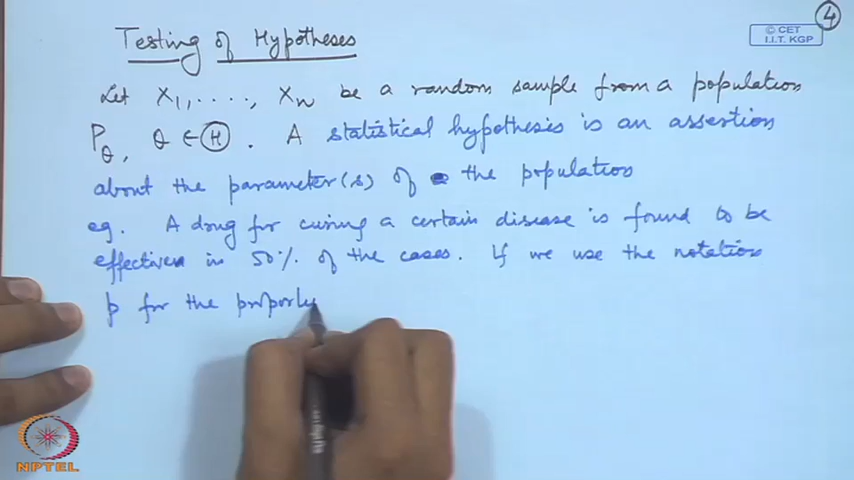 4
© CET
I.I.T. KGP
Testing of Hypotheses
Let X1, ...., Xn be a random sample from a population
Pθ, θ ∈ Ⓗ. A statistical hypothesis is an assertion
about the parameter(s) of the population
eg. A drug for curing a certain disease is found to be
effective in 50% of the cases. If we use the notation
p for the proport
NPTEL